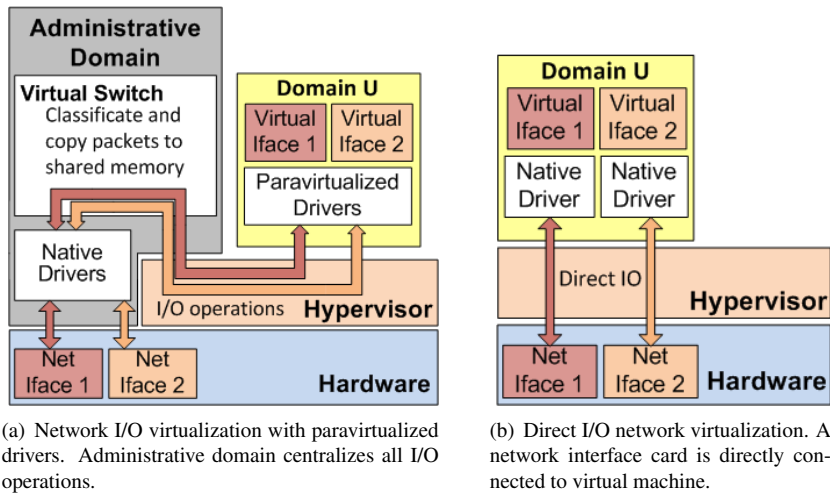 Administrative
Domain
Virtual Switch
Classificate and
copy packets to
shared memory
Native
Drivers
Domain U
Virtual
Iface 1
Virtual
Iface 2
Paravirtualized
Drivers
I/O operations
Hypervisor
Net
Iface 1
Net
Iface 2
Hardware
(a) Network I/O virtualization with paravirtualized
drivers. Administrative domain centralizes all I/O
operations.
Domain U
Virtual
Iface 1
Virtual
Iface 2
Native
Driver
Native
Driver
Direct IO
Hypervisor
Net
Iface 1
Net
Iface 2
Hardware
(b) Direct I/O network virtualization. A
network interface card is directly con-
nected to virtual machine.